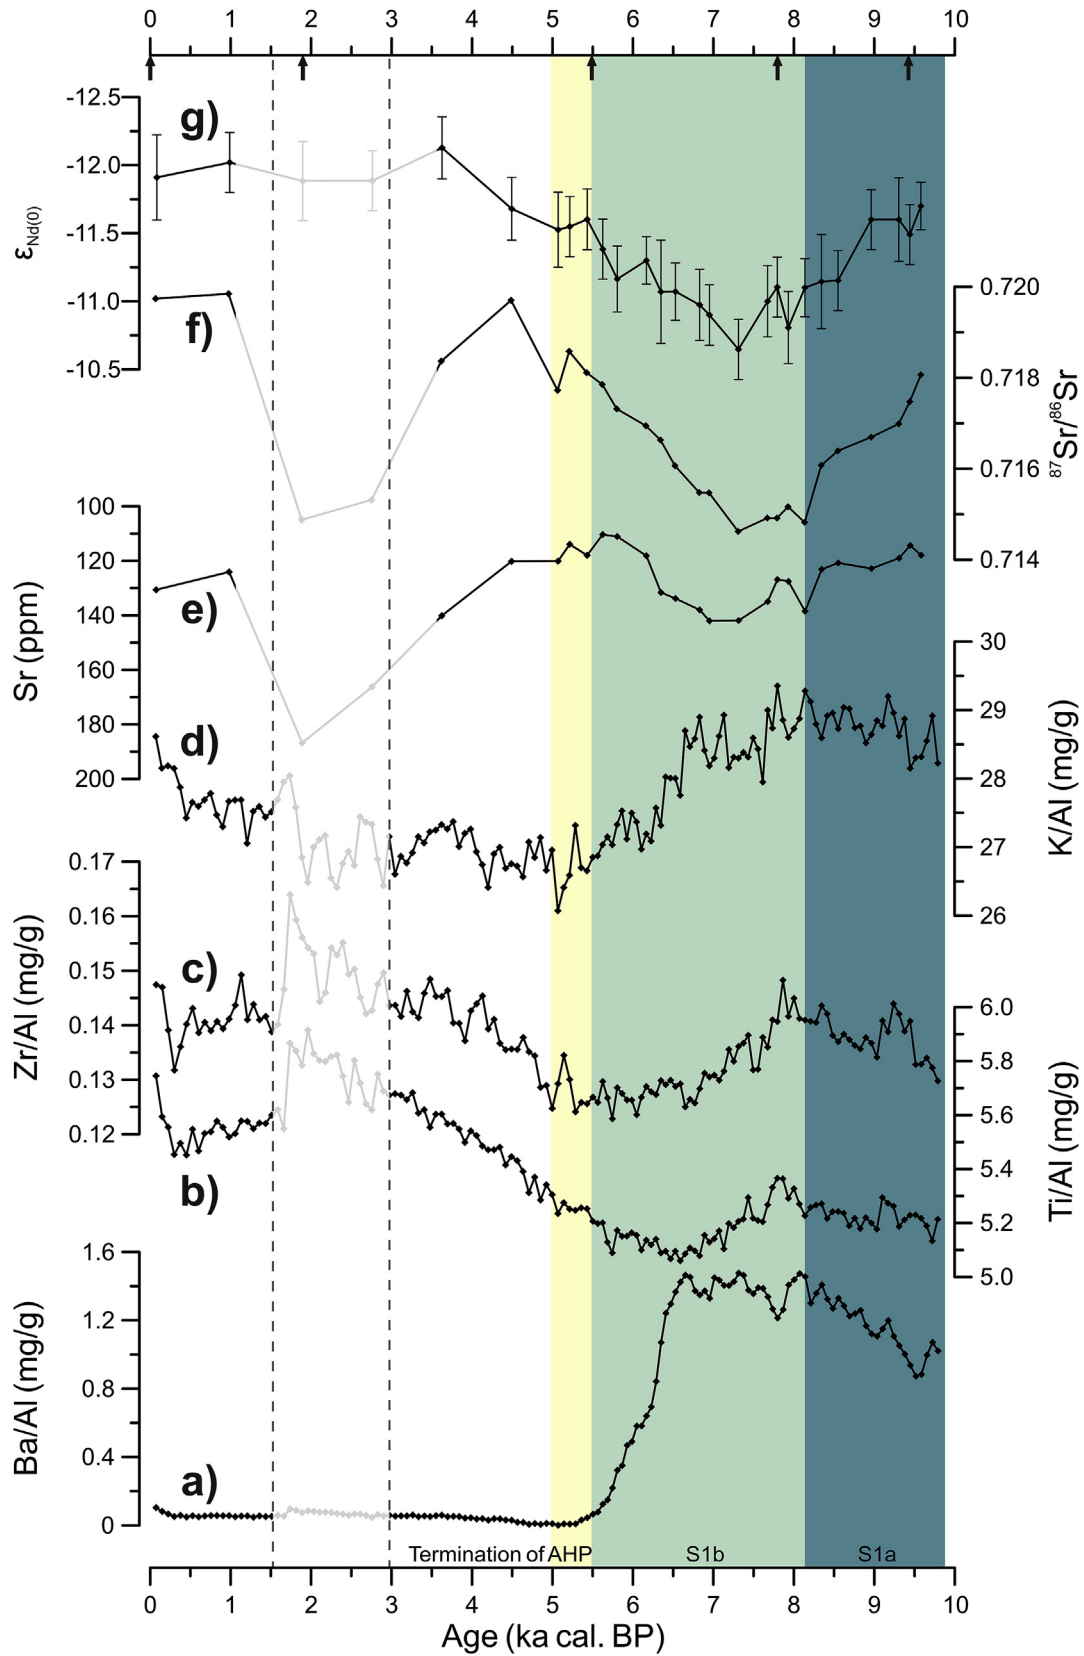 0 1 2 3 4 5 6 7 8 9 10
g)
-12.5
-12.0
-11.5
-11.0
-10.5
εNd(0)
f)
0.720
0.718
0.716
0.714
87Sr/86Sr
e)
100
120
140
160
180
200
Sr (ppm)
d)
30
29
28
27
26
K/Al (mg/g)
c)
0.17
0.16
0.15
0.14
0.13
0.12
Zr/Al (mg/g)
b)
6.0
5.8
5.6
5.4
5.2
5.0
Ti/Al (mg/g)
a)
1.6
1.2
0.8
0.4
0
Ba/Al (mg/g)
Termination of AHP S1b S1a
0 1 2 3 4 5 6 7 8 9 10
Age (ka cal. BP)